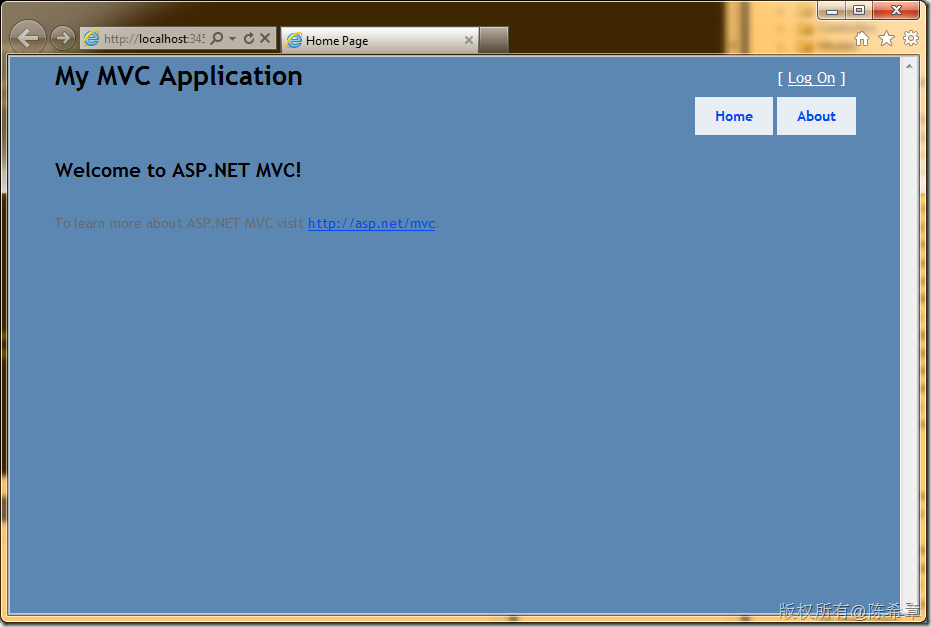 http://localhost:345
Home Page
My MVC Application
[ Log On ]
Home
About
Welcome to ASP.NET MVC!
To learn more about ASP.NET MVC visit http://asp.net/mvc.
版权所有@陈希章